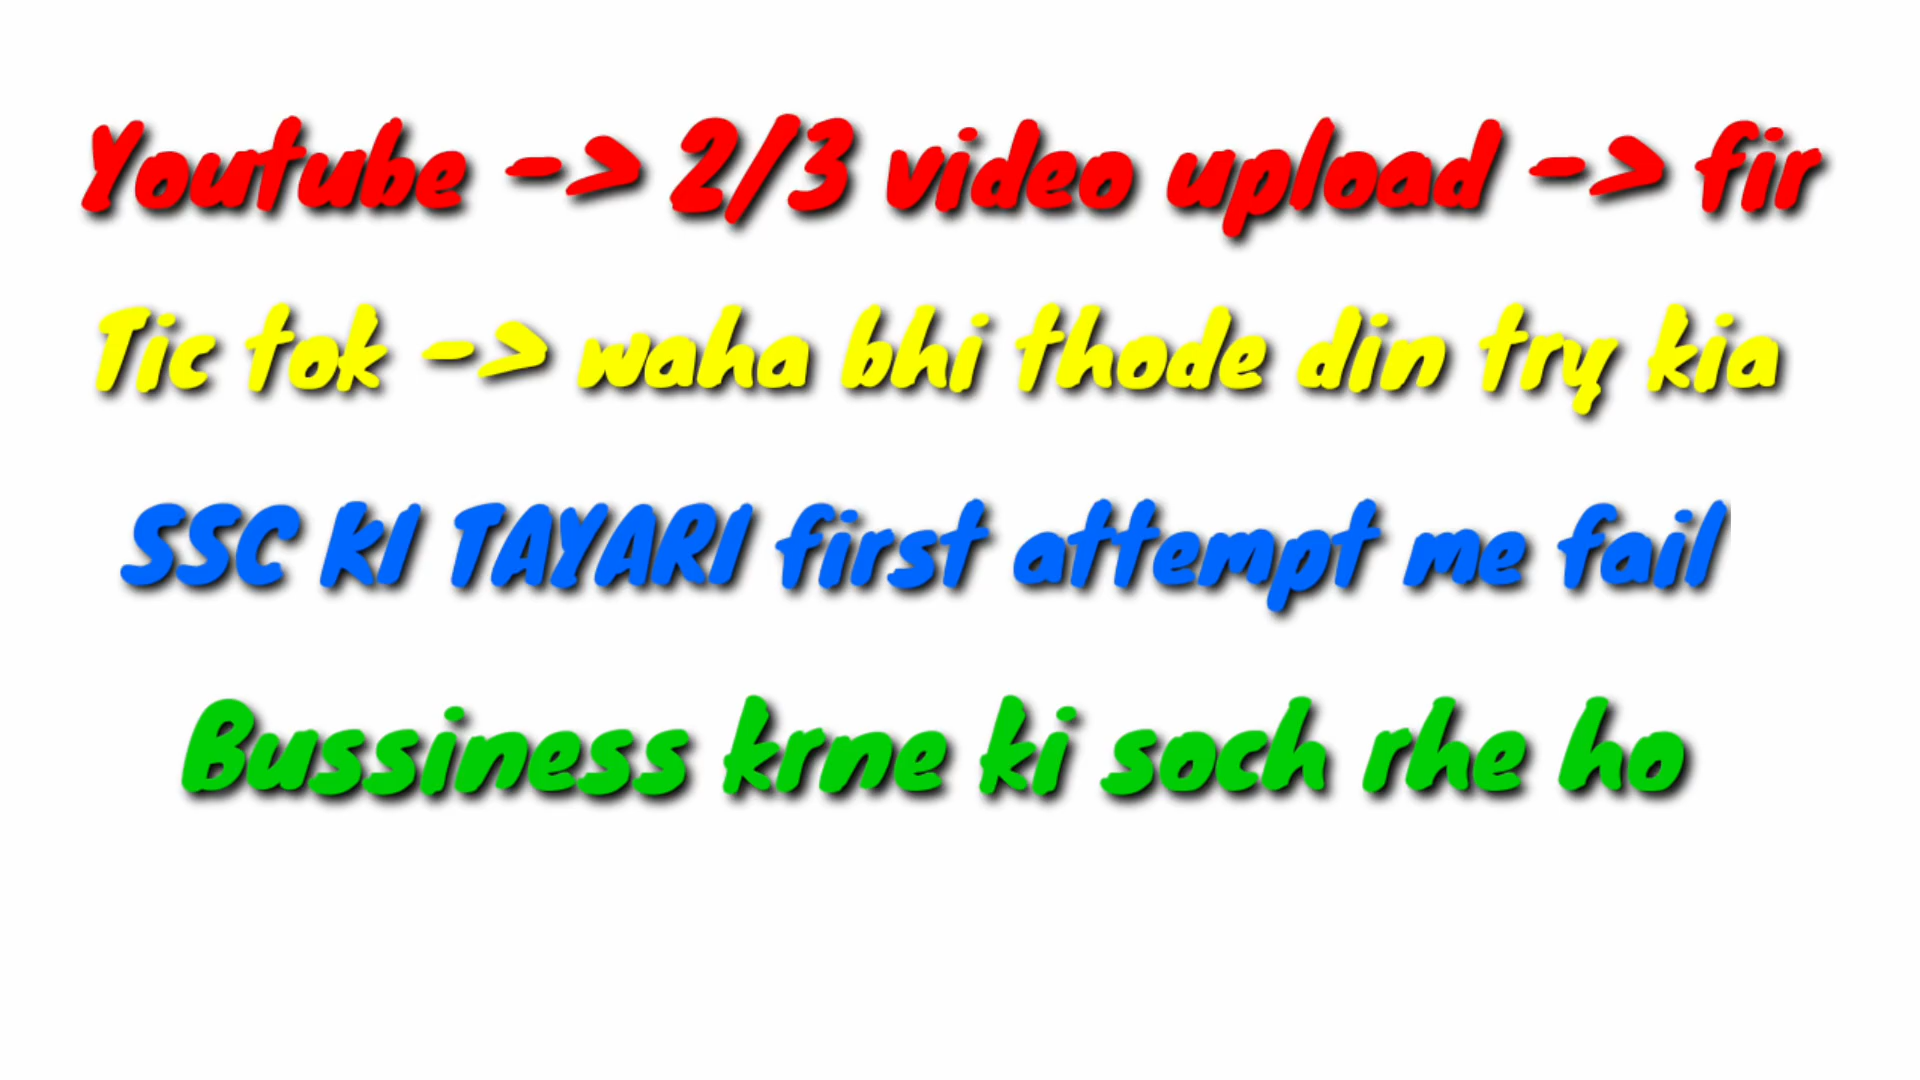 Youtube -> 2/3 video upload -> fir
Tic tok -> waha bhi thode din try kia
SSC KI TAYARI first attempt me fail
Bussiness krne ki soch rhe ho